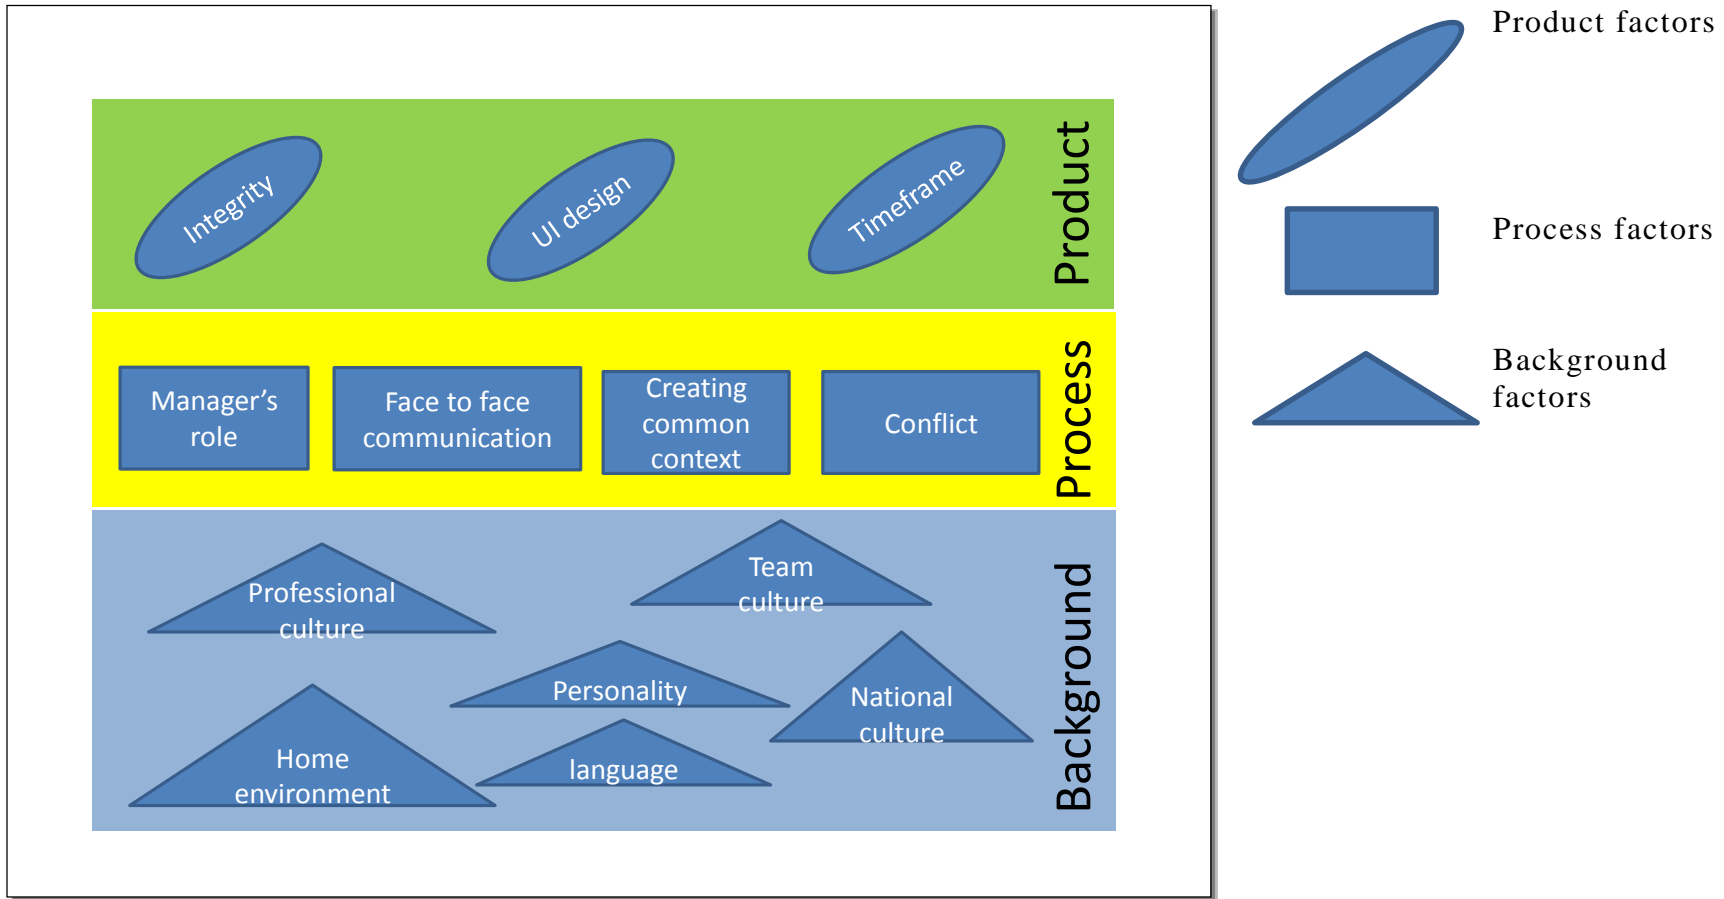 Product factors
Integrity
UI design
Timeframe
Product
Process factors
Manager's
role
Face to face
communication
Creating
common
context
Conflict
Process
Background
factors
Professional
culture
Team
culture
Personality
National
culture
Home
environment
language
Background